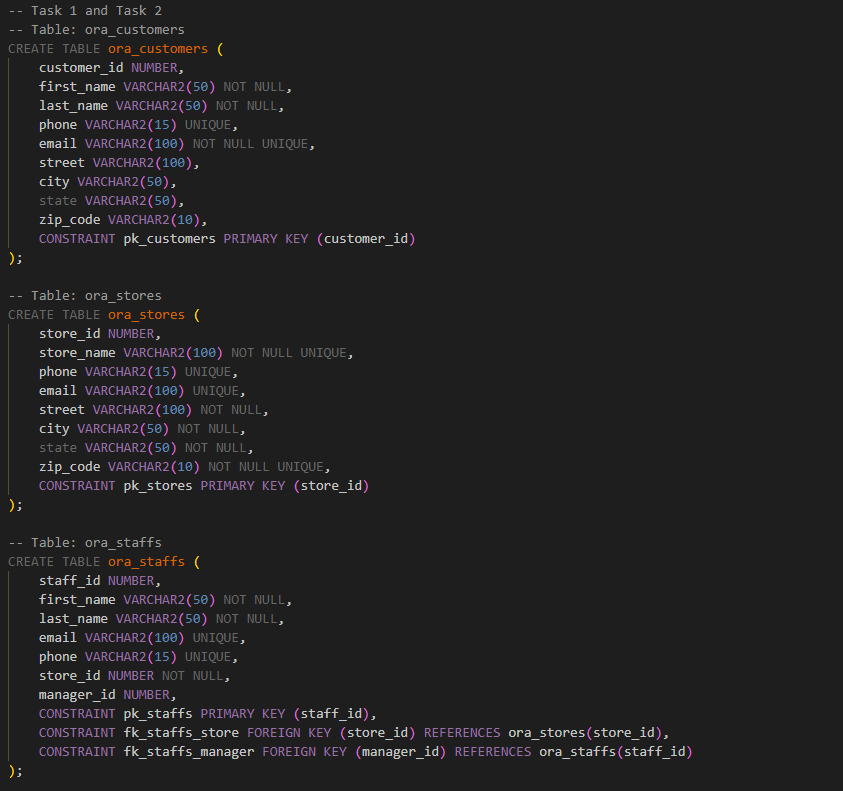 -- Task 1 and Task 2
-- Table: ora_customers
CREATE TABLE ora_customers (
    customer_id NUMBER,
    first_name VARCHAR2(50) NOT NULL,
    last_name VARCHAR2(50) NOT NULL,
    phone VARCHAR2(15) UNIQUE,
    email VARCHAR2(100) NOT NULL UNIQUE,
    street VARCHAR2(100),
    city VARCHAR2(50),
    state VARCHAR2(50),
    zip_code VARCHAR2(10),
    CONSTRAINT pk_customers PRIMARY KEY (customer_id)
);

-- Table: ora_stores
CREATE TABLE ora_stores (
    store_id NUMBER,
    store_name VARCHAR2(100) NOT NULL UNIQUE,
    phone VARCHAR2(15) UNIQUE,
    email VARCHAR2(100) UNIQUE,
    street VARCHAR2(100) NOT NULL,
    city VARCHAR2(50) NOT NULL,
    state VARCHAR2(50) NOT NULL,
    zip_code VARCHAR2(10) NOT NULL UNIQUE,
    CONSTRAINT pk_stores PRIMARY KEY (store_id)
);

-- Table: ora_staffs
CREATE TABLE ora_staffs (
    staff_id NUMBER,
    first_name VARCHAR2(50) NOT NULL,
    last_name VARCHAR2(50) NOT NULL,
    email VARCHAR2(100) UNIQUE,
    phone VARCHAR2(15) UNIQUE,
    store_id NUMBER NOT NULL,
    manager_id NUMBER,
    CONSTRAINT pk_staffs PRIMARY KEY (staff_id),
    CONSTRAINT fk_staffs_store FOREIGN KEY (store_id) REFERENCES ora_stores(store_id),
    CONSTRAINT fk_staffs_manager FOREIGN KEY (manager_id) REFERENCES ora_staffs(staff_id)
);